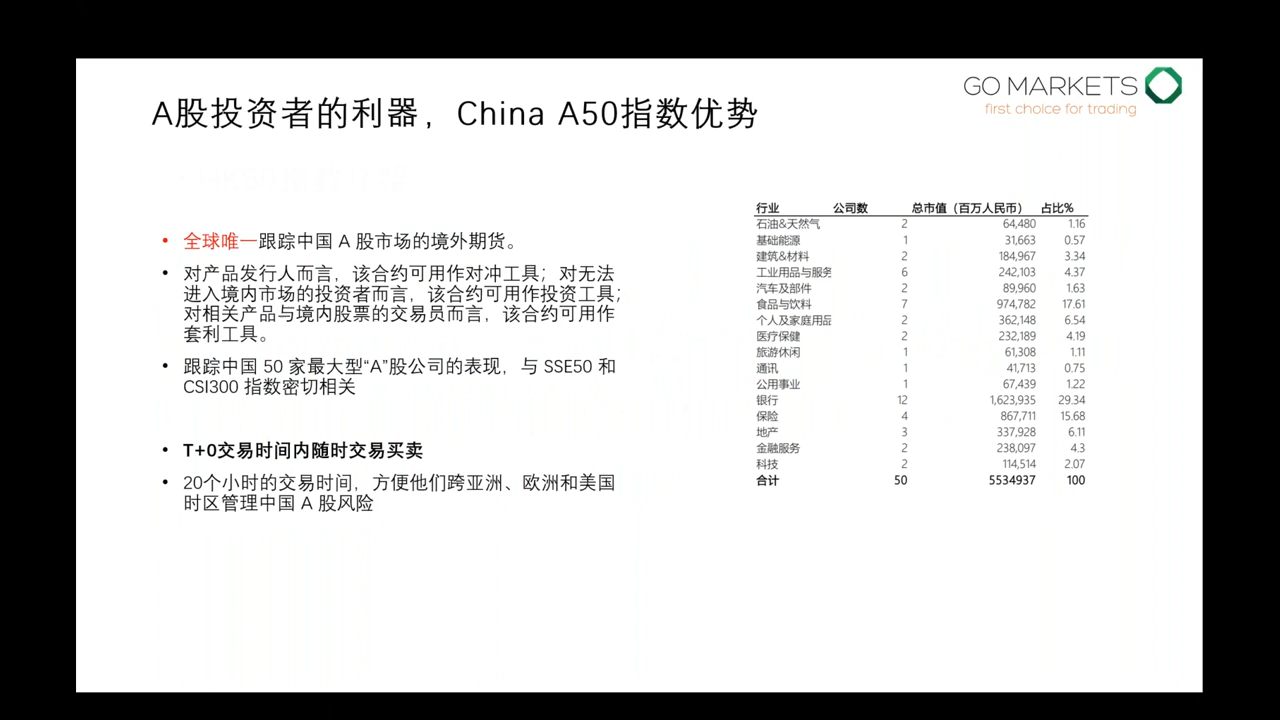 GO MARKETS
first choice for trading
A股投资者的利器，China A50指数优势
• 全球唯一跟踪中国 A 股市场的境外期货。
• 对产品发行人而言，该合约可用作对冲工具；对无法
进入境内市场的投资者而言，该合约可用作投资工具；
对相关产品与境内股票的交易员而言，该合约可用作
套利工具。
• 跟踪中国 50 家最大型“A”股公司的表现，与 SSE50 和
CSI300 指数密切相关
• T+0交易时间内随时交易买卖
• 20个小时的交易时间，方便他们跨亚洲、欧洲和美国
时区管理中国 A 股风险
行业 公司数 总市值（百万人民币） 占比%
石油&天然气 2 64,480 1.16
基础能源 1 31,663 0.57
建筑&材料 2 184,967 3.34
工业用品与服务 6 242,103 4.37
汽车及部件 2 89,960 1.63
食品与饮料 7 974,782 17.61
个人及家庭用品 2 362,148 6.54
医疗保健 2 232,189 4.19
旅游休闲 1 61,308 1.11
通讯 1 41,713 0.75
公用事业 1 67,439 1.22
银行 12 1,623,935 29.34
保险 4 867,711 15.68
地产 3 337,928 6.11
金融服务 2 238,097 4.3
科技 2 114,514 2.07
合计 50 5534937 100